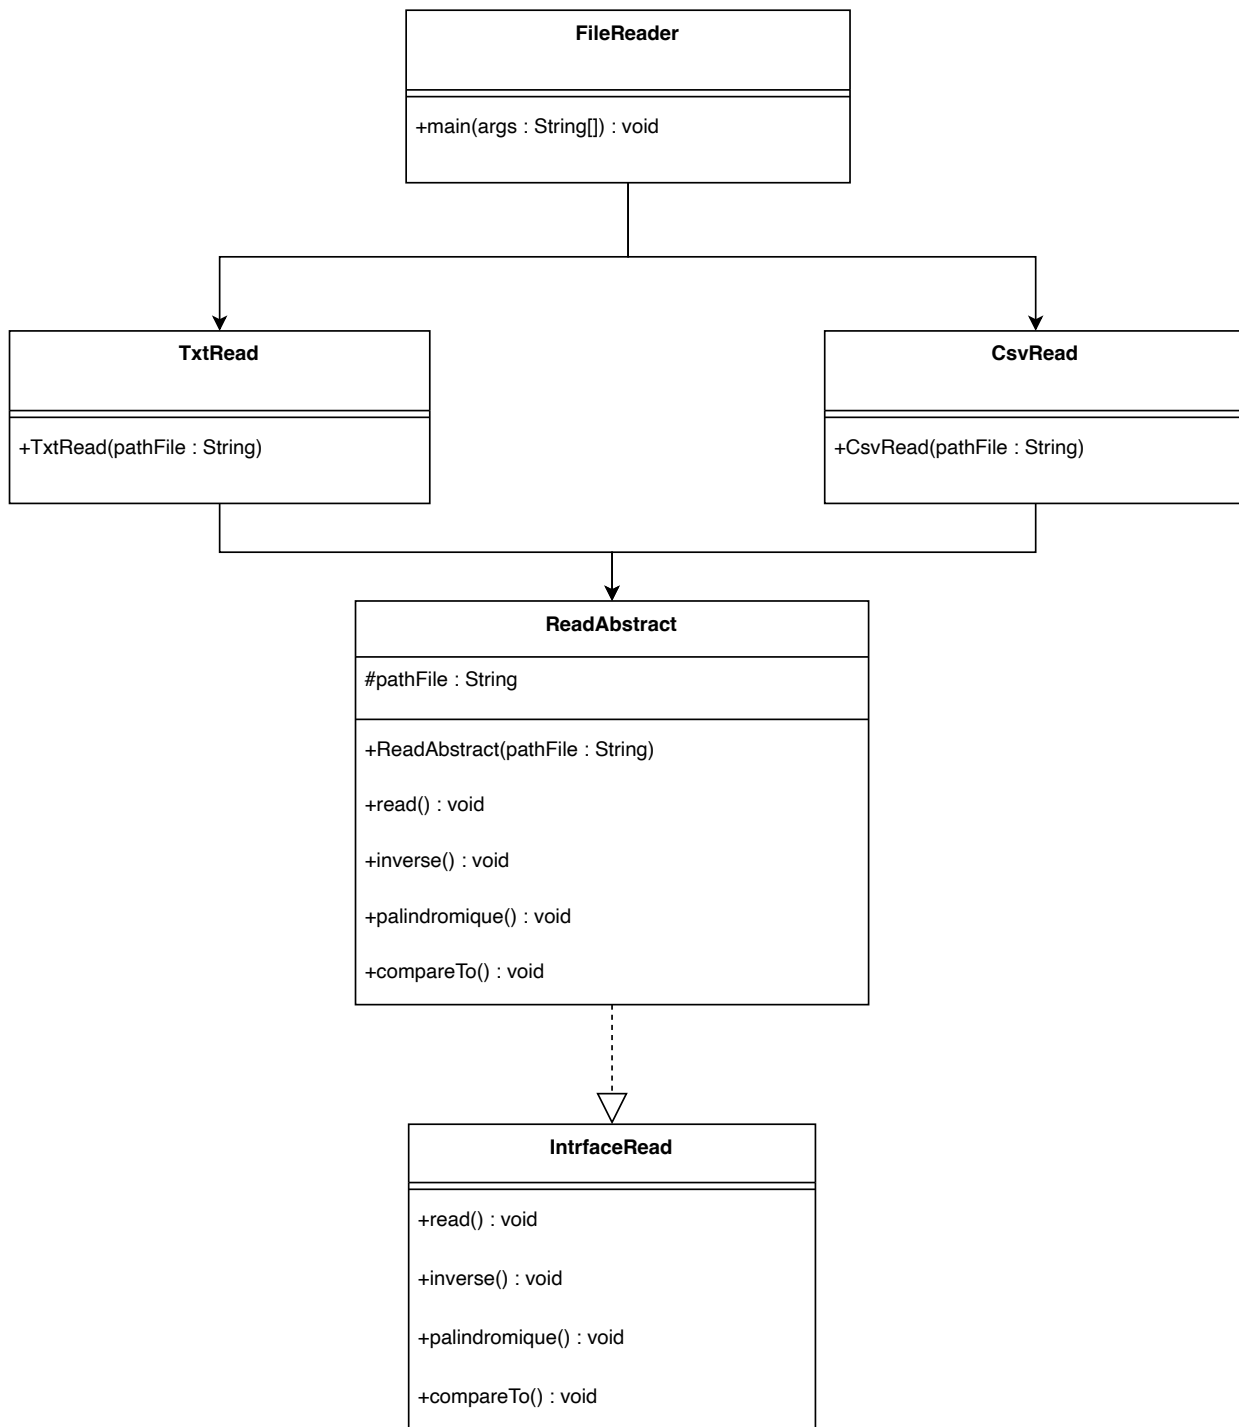 FileReader
+main(args : String[]) : void
TxtRead
+TxtRead(pathFile : String)
CsvRead
+CsvRead(pathFile : String)
ReadAbstract
#pathFile : String
+ReadAbstract(pathFile : String)
+read() : void
+inverse() : void
+palindromique() : void
+compareTo() : void
IntrfaceRead
+read() : void
+inverse() : void
+palindromique() : void
+compareTo() : void